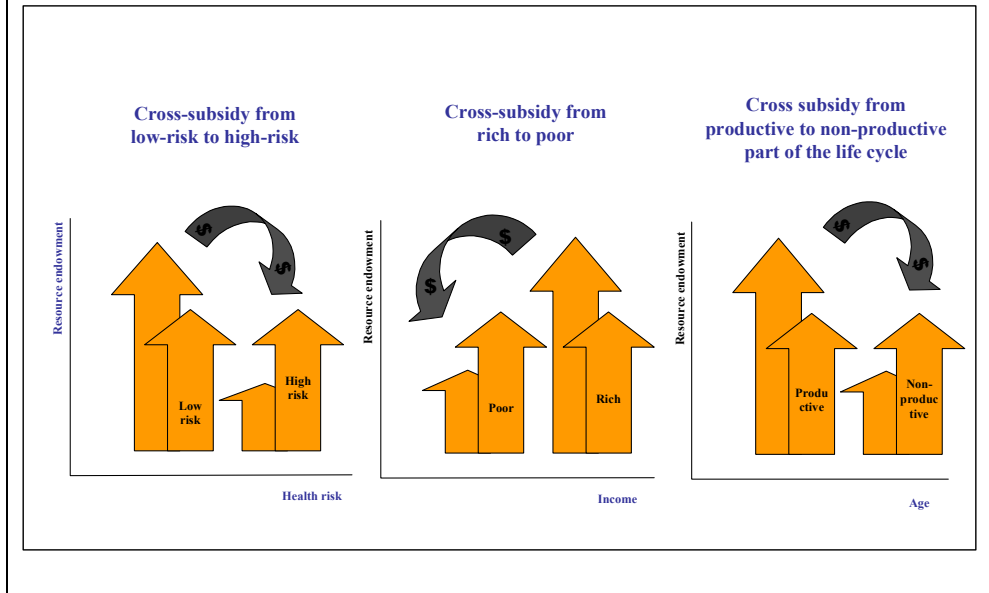 Cross-subsidy from
low-risk to high-risk
Resource endowment
$
$
Low
risk
High
risk
Health risk
Cross-subsidy from
rich to poor
Resource endowment
$
$
Poor
Rich
Income
Cross subsidy from
productive to non-productive
part of the life cycle
Resource endowment
$
$
Produ
ctive
Non-
produc
tive
Age